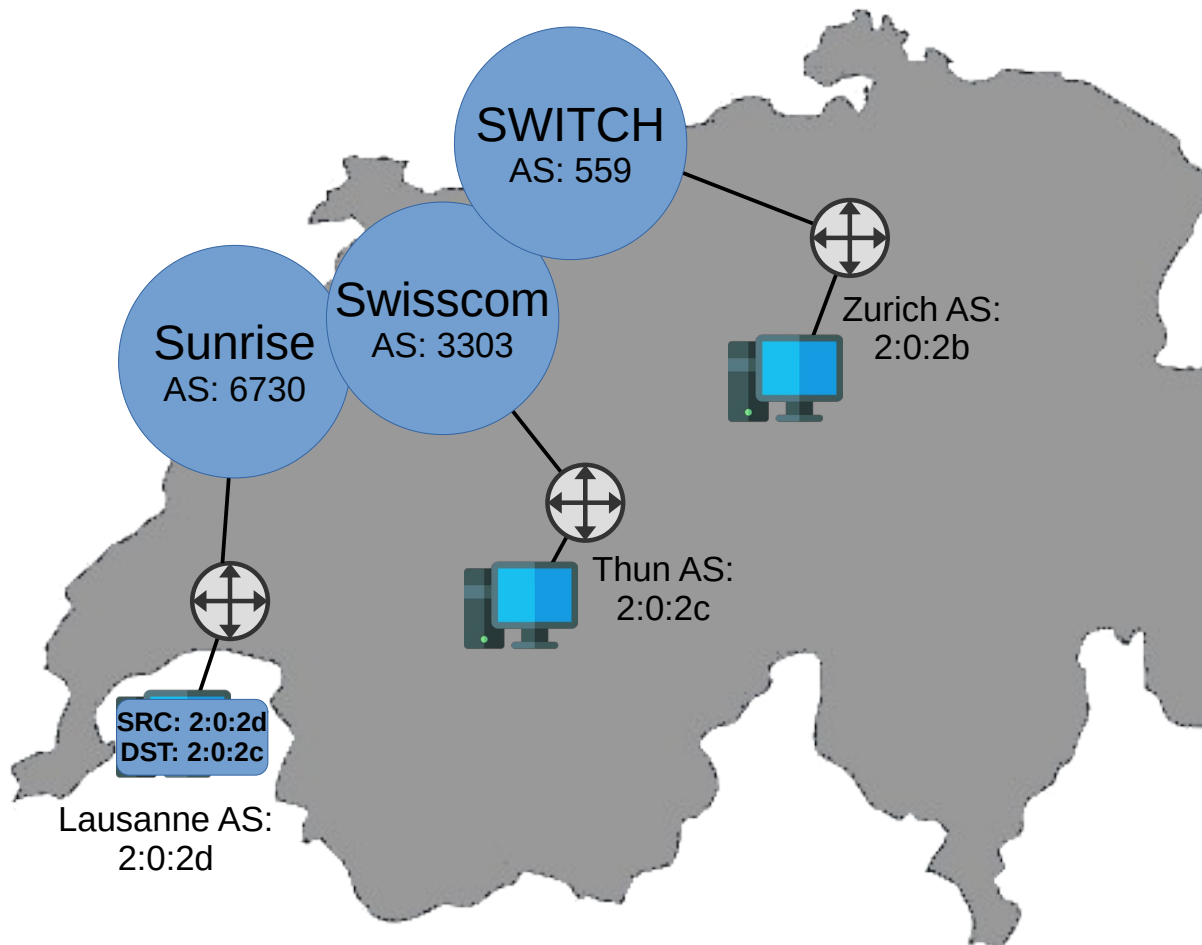 SWITCH
AS: 559
Swisscom
AS: 3303
Sunrise
AS: 6730
Zurich AS:
2:0:2b
Thun AS:
2:0:2c
SRC: 2:0:2d
DST: 2:0:2c
Lausanne AS:
2:0:2d